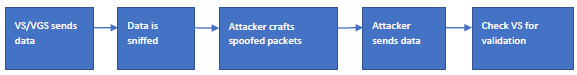 VS/VGS sends
data
Data is
sniffed
Attacker crafts
spoofed packets
Attacker
sends data
Check VS for
validation